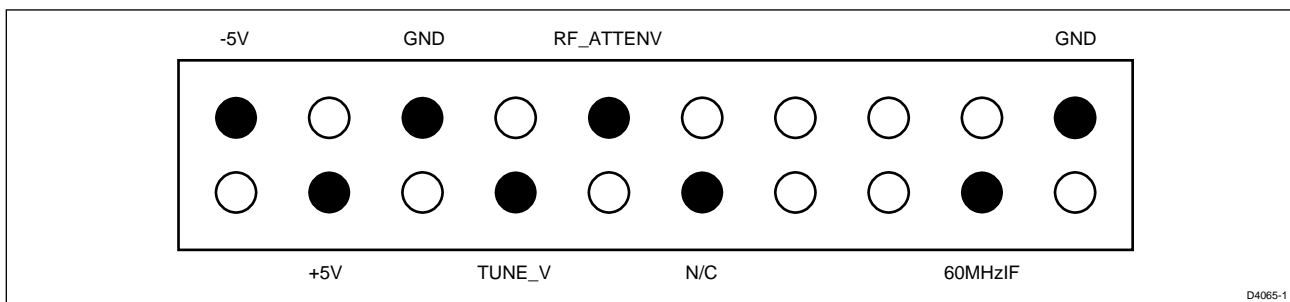 -5V GND RF_ATTENV GND
+5V TUNE_V N/C 60MHzIF
D4065-1